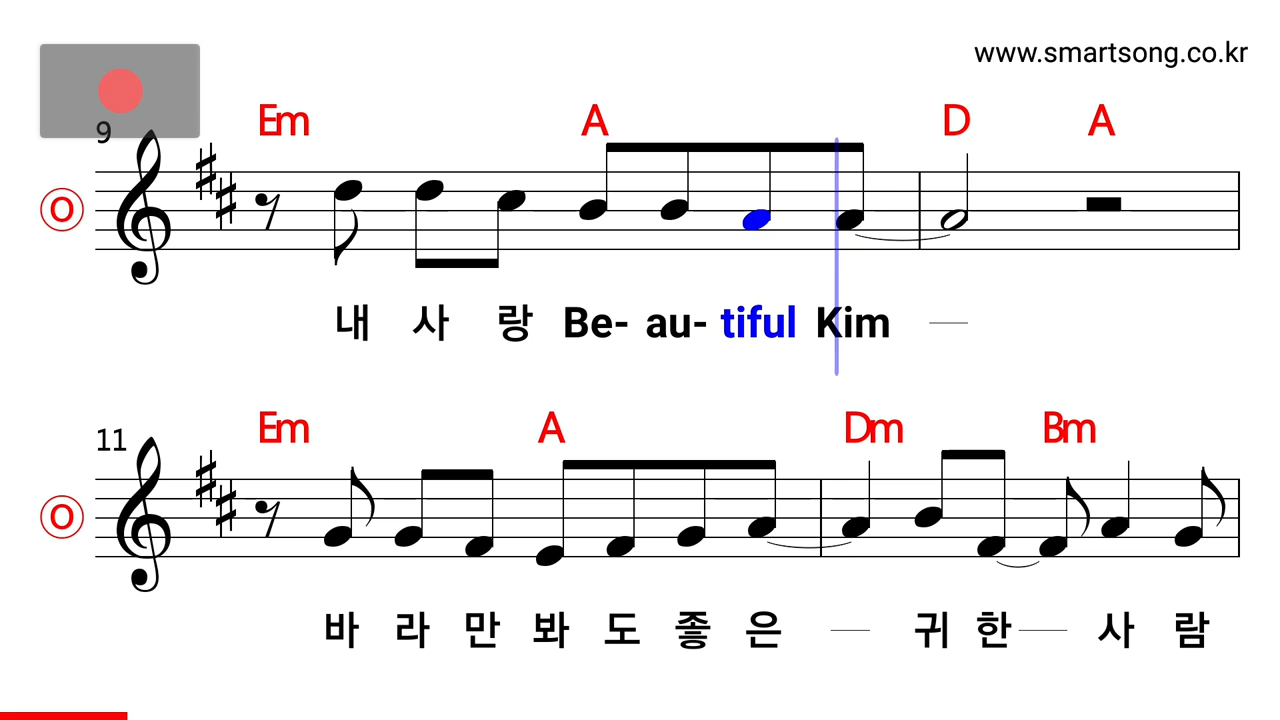 www.smartsong.co.kr
Em A D A
9
O
내 사 랑 Be- au- tiful Kim
Em A Dm Bm
11
O
바 라 만 봐 도 좋 은 귀 한 사 람